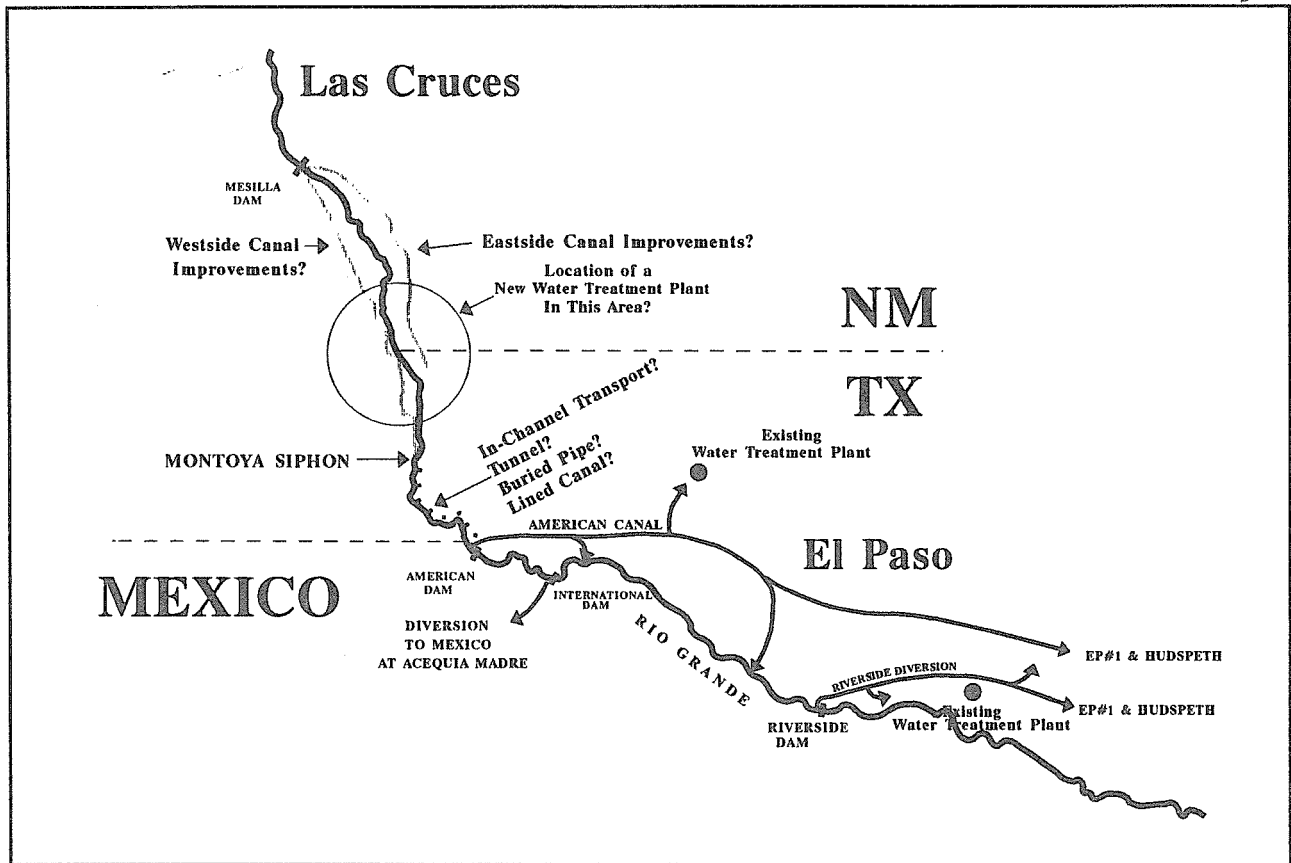 Las Cruces
MESILLA
DAM
Westside Canal
Improvements?
Eastside Canal Improvements?
Location of a
New Water Treatment Plant
In This Area?
NM
TX
In-Channel Transport?
Tunnel?
Buried Pipe?
Lined Canal?
MONTOYA SIPHON
Existing
Water Treatment Plant
AMERICAN CANAL
El Paso
MEXICO
AMERICAN
DAM
INTERNATIONAL
DAM
DIVERSION
TO MEXICO
AT ACEQUIA MADRE
RIO GRANDE
EP#1 & HUDSPETH
RIVERSIDE DIVERSION
EP#1 & HUDSPETH
Existing
Water Treatment Plant
RIVERSIDE
DAM